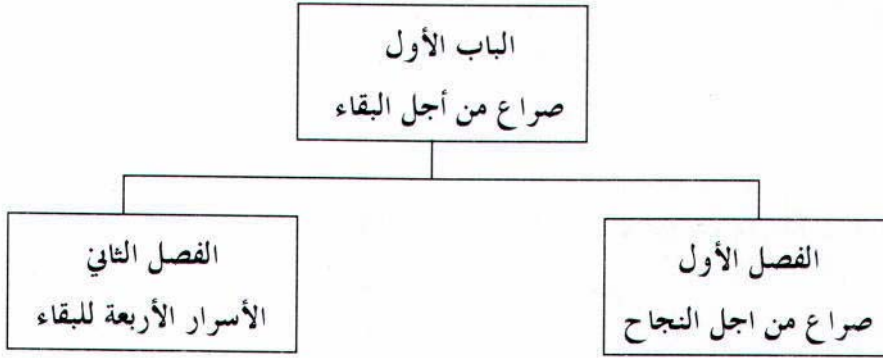 الباب الأول
صراع من أجل البقاء
الفصل الأول
صراع من اجل النجاح
الفصل الثاني
الأسرار الأربعة للبقاء